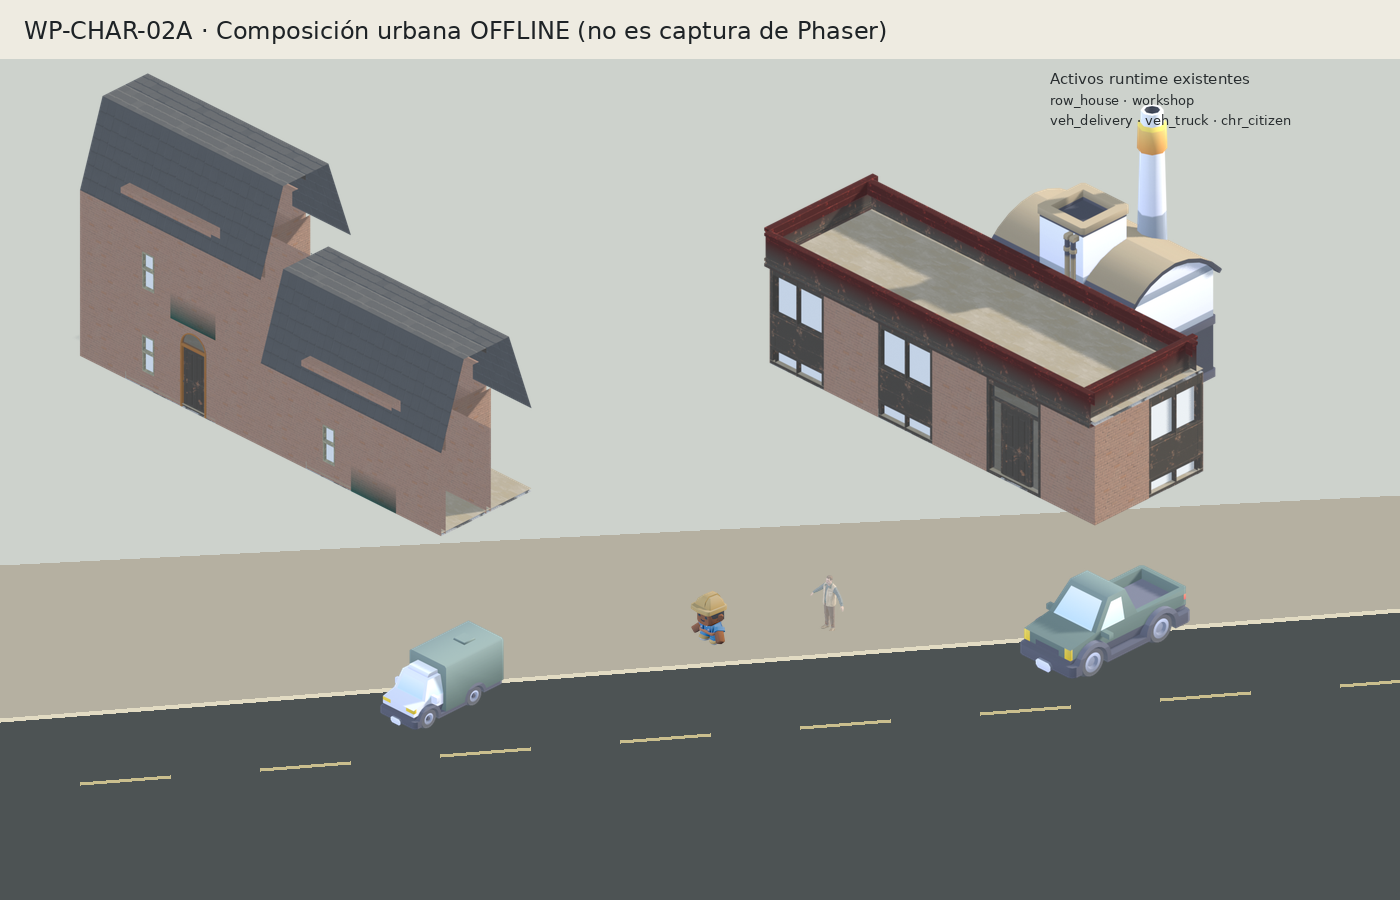 WP-CHAR-02A · Composición urbana OFFLINE (no es captura de Phaser)
Activos runtime existentes
row_house · workshop
veh_delivery · veh_truck · chr_citizen